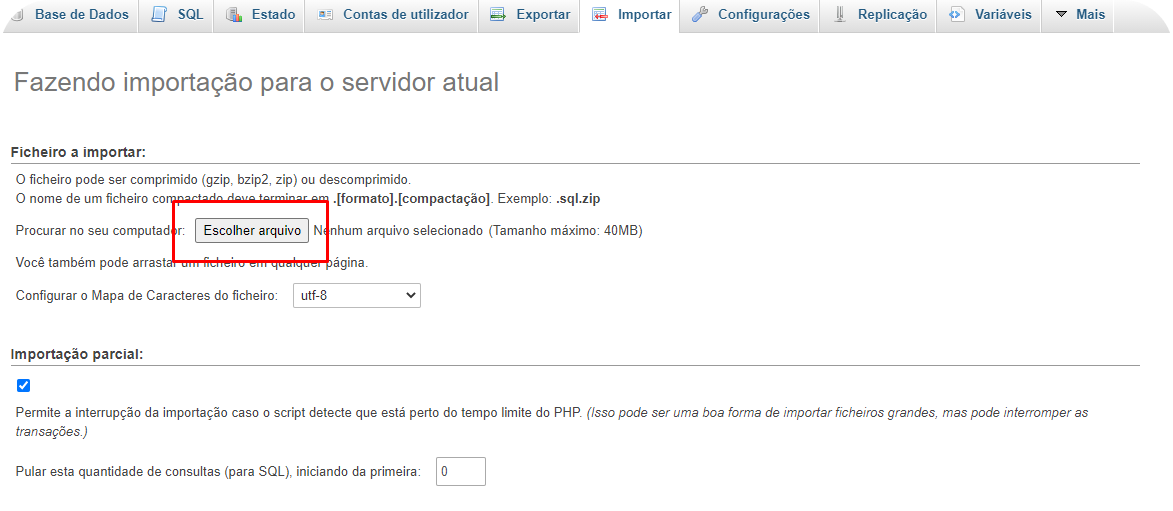 Base de Dados SQL Estado Contas de utilizador Exportar Importar Configurações Replicação Variáveis Mais
Fazendo importação para o servidor atual
Ficheiro a importar:
O ficheiro pode ser comprimido (gzip, bzip2, zip) ou descomprimido.
O nome de um ficheiro compactado deve terminar em .[formato].[compactação]. Exemplo: .sql.zip
Procurar no seu computador: Escolher arquivo Nenhum arquivo selecionado (Tamanho máximo: 40MB)
Você também pode arrastar um ficheiro em qualquer página.
Configurar o Mapa de Caracteres do ficheiro: utf-8
Importação parcial:
Permite a interrupção da importação caso o script detecte que está perto do tempo limite do PHP. (Isso pode ser uma boa forma de importar ficheiros grandes, mas pode interromper as
transações.)
Pular esta quantidade de consultas (para SQL), iniciando da primeira: 0